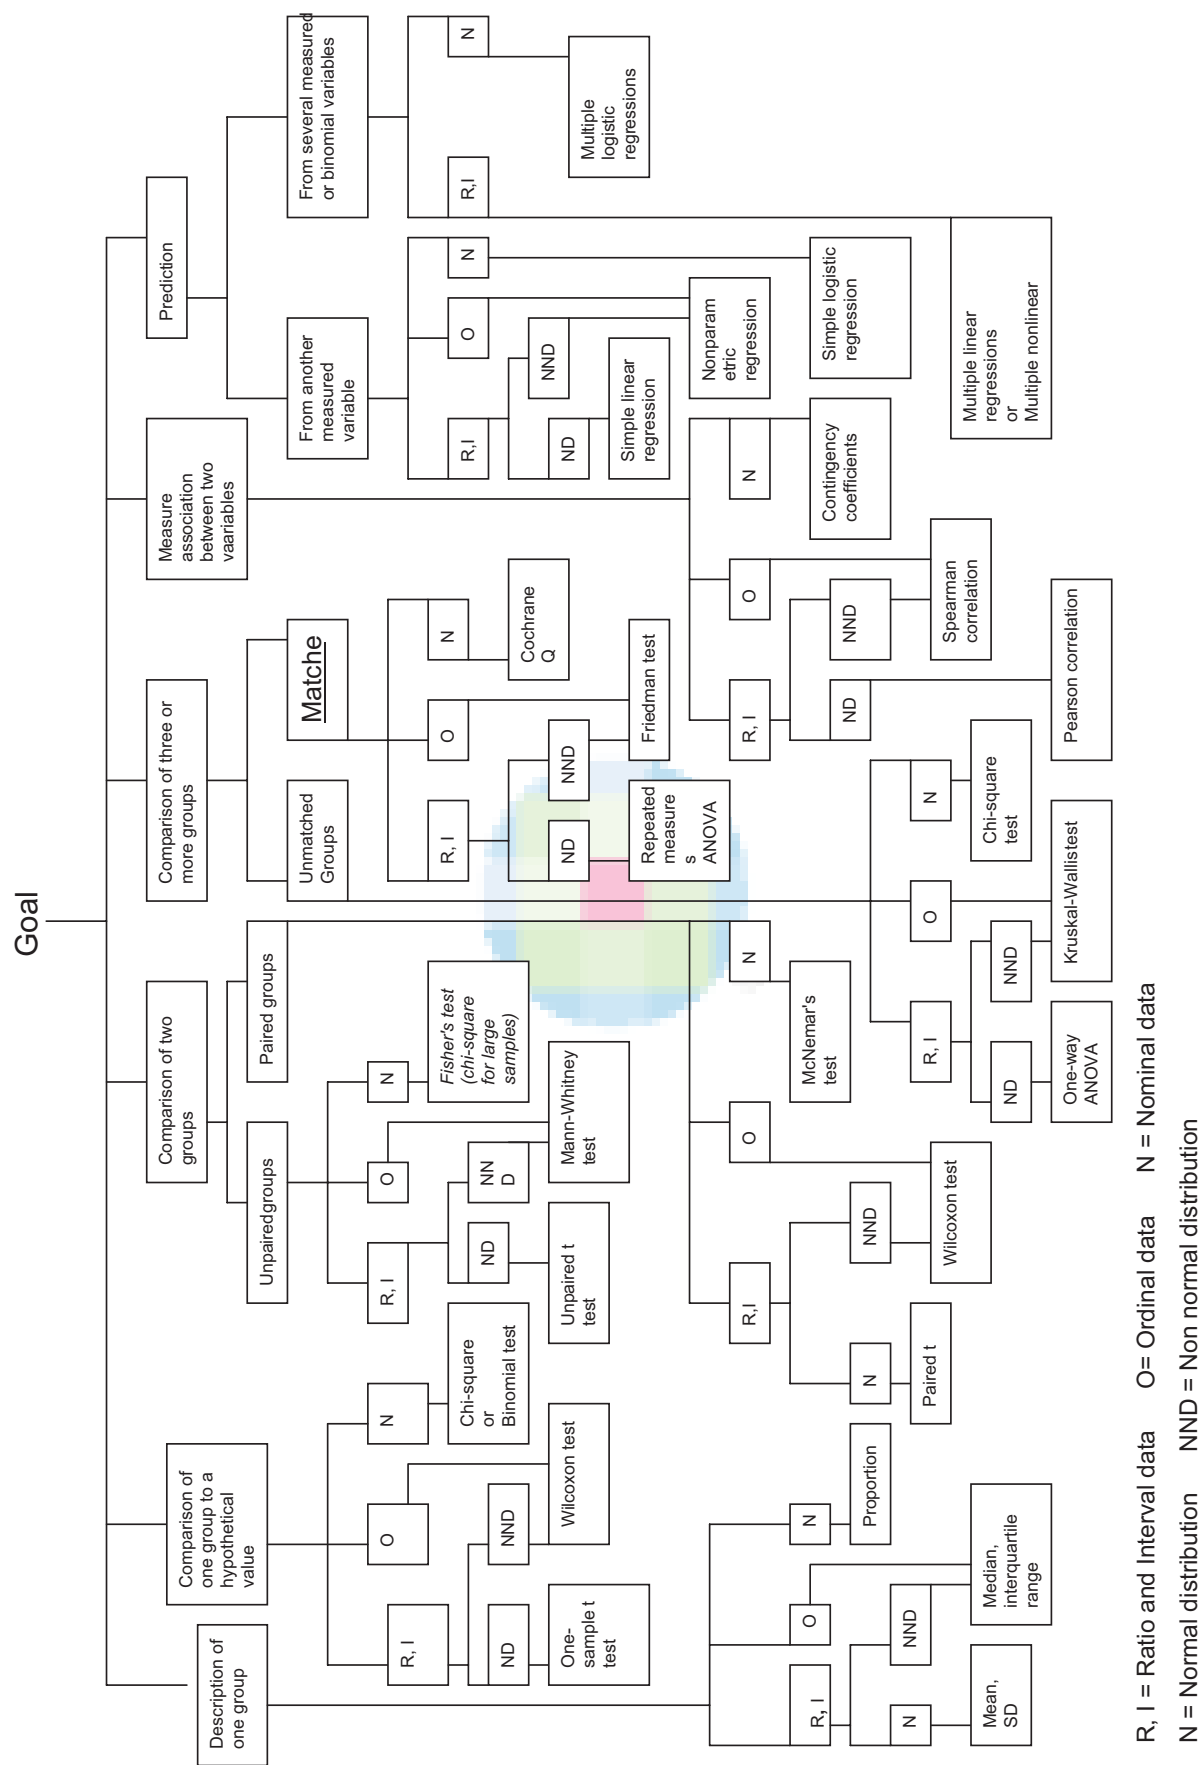 Goal
Description of
one group
Comparison of
one group to a
hypothetical
value
Comparison of two
groups
Comparison of three or
more groups
Measure
association
between two
vaariables
Prediction
R, I
N
Mean,
SD
NND
O
Median,
interquartile
range
N
Proportion
R, I
ND
One-
sample t
test
NND
O
Wilcoxon test
N
Chi-square
or
Binomial test
Unpairedgroups
Paired groups
R, I
ND
Unpaired t
test
NN
D
O
Mann-Whitney
test
N
Fisher's test
(chi-square
for large
samples)
R,I
N
Paired t
NND
O
Wilcoxon test
N
McNemar's
test
Unmatched
Groups
Matche
R, I
ND
One-way
ANOVA
NND
O
Kruskal-Wallistest
N
Chi-square
test
R, I
ND
Repeated
measure
s
ANOVA
NND
O
Friedman test
N
Cochrane
Q
R, I
ND
Pearson correlation
NND
O
Spearman
correlation
N
Contingency
coefficients
From another
measured
variable
From several measured
or binomial variables
R,I
ND
Simple linear
regression
NND
O
Nonparam
etric
regression
N
Simple logistic
regression
R,I
Multiple linear
regressions
or
Multiple nonlinear
N
Multiple
logistic
regressions
R, I = Ratio and Interval data O= Ordinal data N = Nominal data
N = Normal distribution NND = Non normal distribution